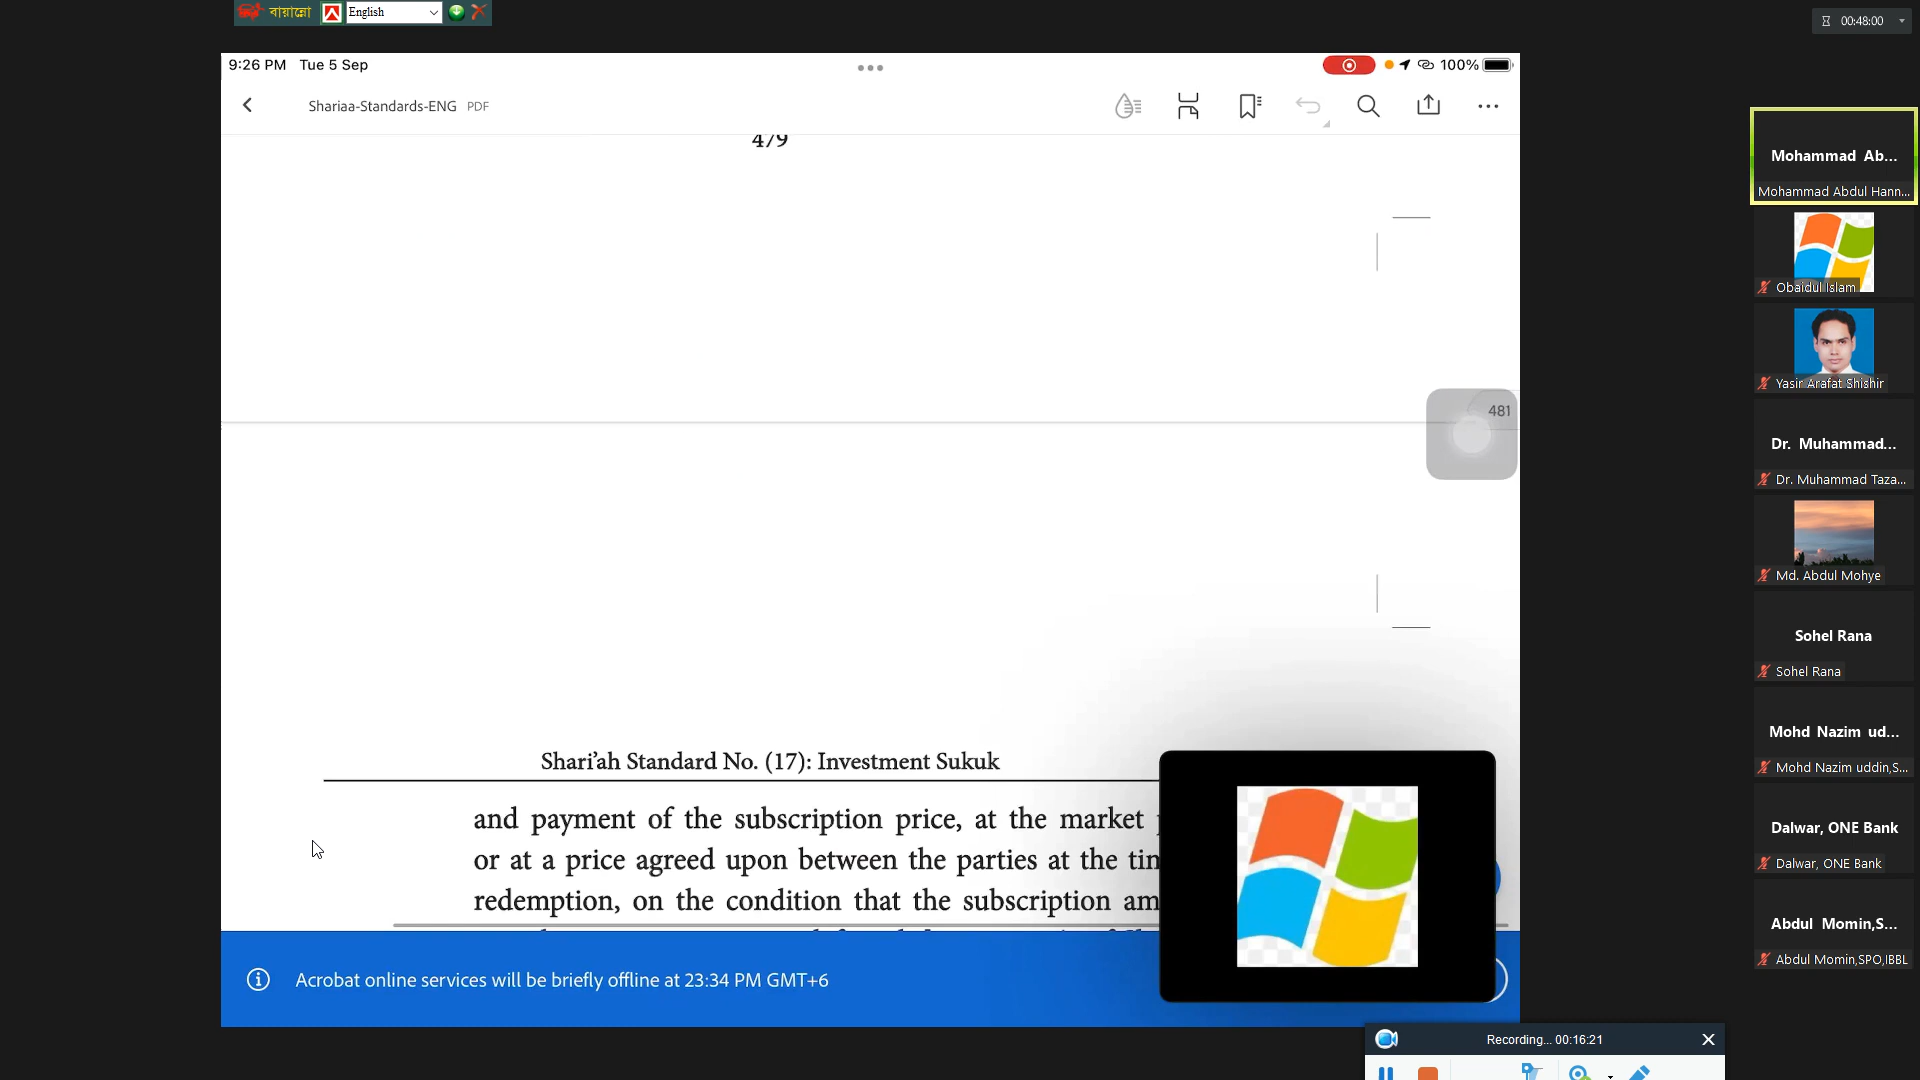 বায়ান্নো
English
00:48:00
9:26 PM Tue 5 Sep
100%
Shariaa-Standards-ENG PDF
479
481
Shari'ah Standard No. (17): Investment Sukuk
and payment of the subscription price, at the market
or at a price agreed upon between the parties at the
redemption, on the condition that the subscription
Acrobat online services will be briefly offline at 23:34 PM GMT+6
Mohammad Ab...
Mohammad Abdul Hann...
Obaidul Islam
Yasir Arafat Shishir
Dr. Muhammad...
Dr. Muhammad Taza...
Md. Abdul Mohye
Sohel Rana
Sohel Rana
Mohd Nazim ud...
Mohd Nazim uddin,S...
Dalwar, ONE Bank
Dalwar, ONE Bank
Abdul Momin,S...
Abdul Momin,SPO,IBBL
Recording... 00:16:21